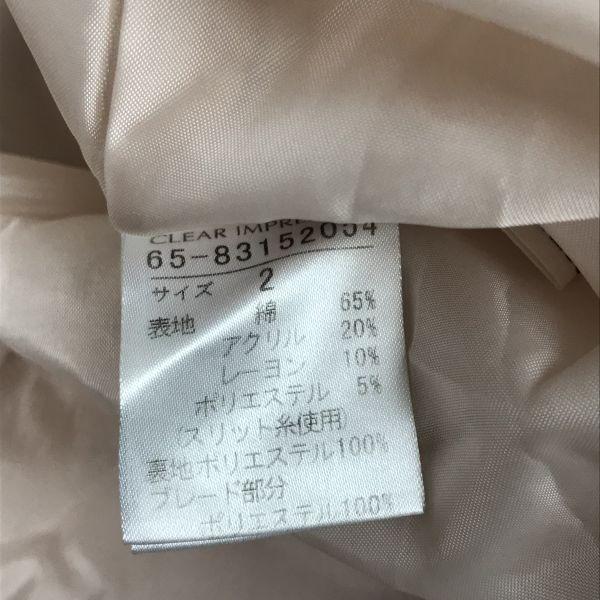 CLEAR IMPRE
65-83152054
サイズ 2
表地 綿 65%
アクリル 20%
レーヨン 10%
ポリエステル 5%
(スリット糸使用)
裏地ポリエステル100%
ブレード部分
ポリエステル100%